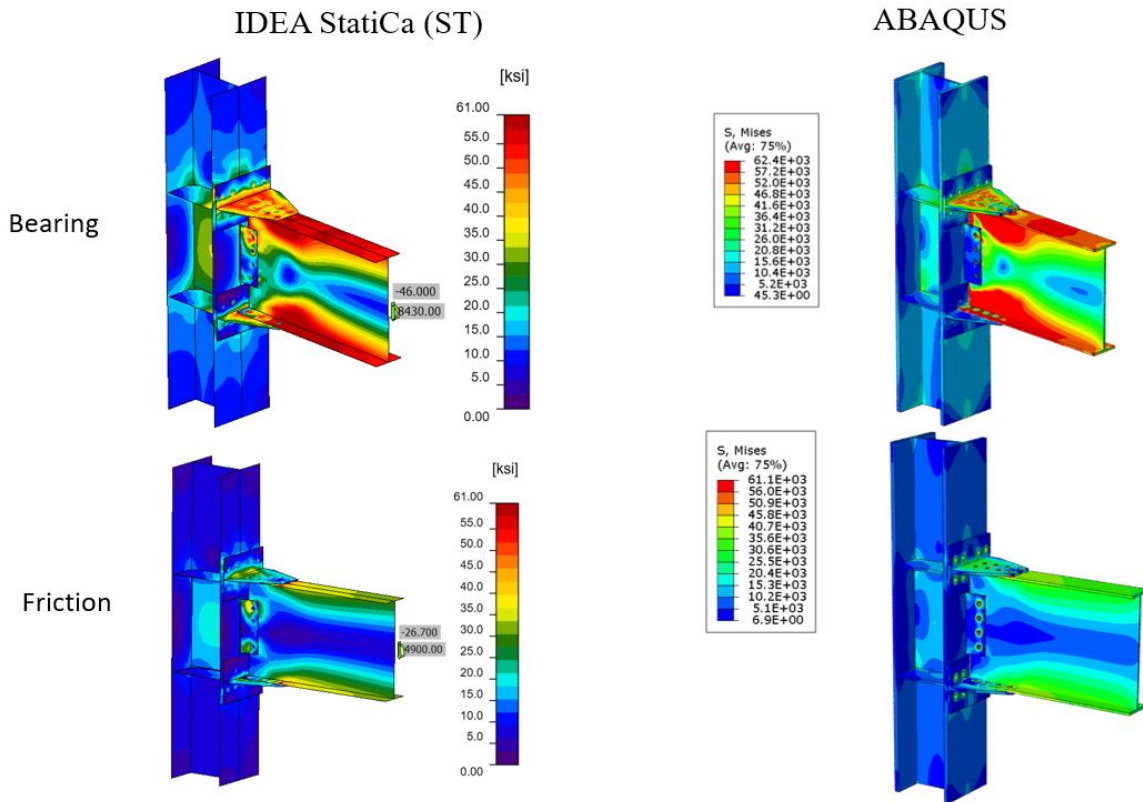 IDEA StatiCa (ST)
ABAQUS
Bearing
[ksi]
61.00
55.0
50.0
45.0
40.0
35.0
30.0
25.0
20.0
15.0
10.0
5.0
0.00
-46.000
8430.00
S, Mises
(Avg: 75%)
62.4E+03
57.2E+03
52.0E+03
46.8E+03
41.6E+03
36.4E+03
31.2E+03
26.0E+03
20.8E+03
15.6E+03
10.4E+03
5.2E+03
45.3E+00
Friction
[ksi]
61.00
55.0
50.0
45.0
40.0
35.0
30.0
25.0
20.0
15.0
10.0
5.0
0.00
-26.700
4900.00
S, Mises
(Avg: 75%)
61.1E+03
56.0E+03
50.9E+03
45.8E+03
40.7E+03
35.6E+03
30.6E+03
25.5E+03
20.4E+03
15.3E+03
10.2E+03
5.1E+03
6.9E+00